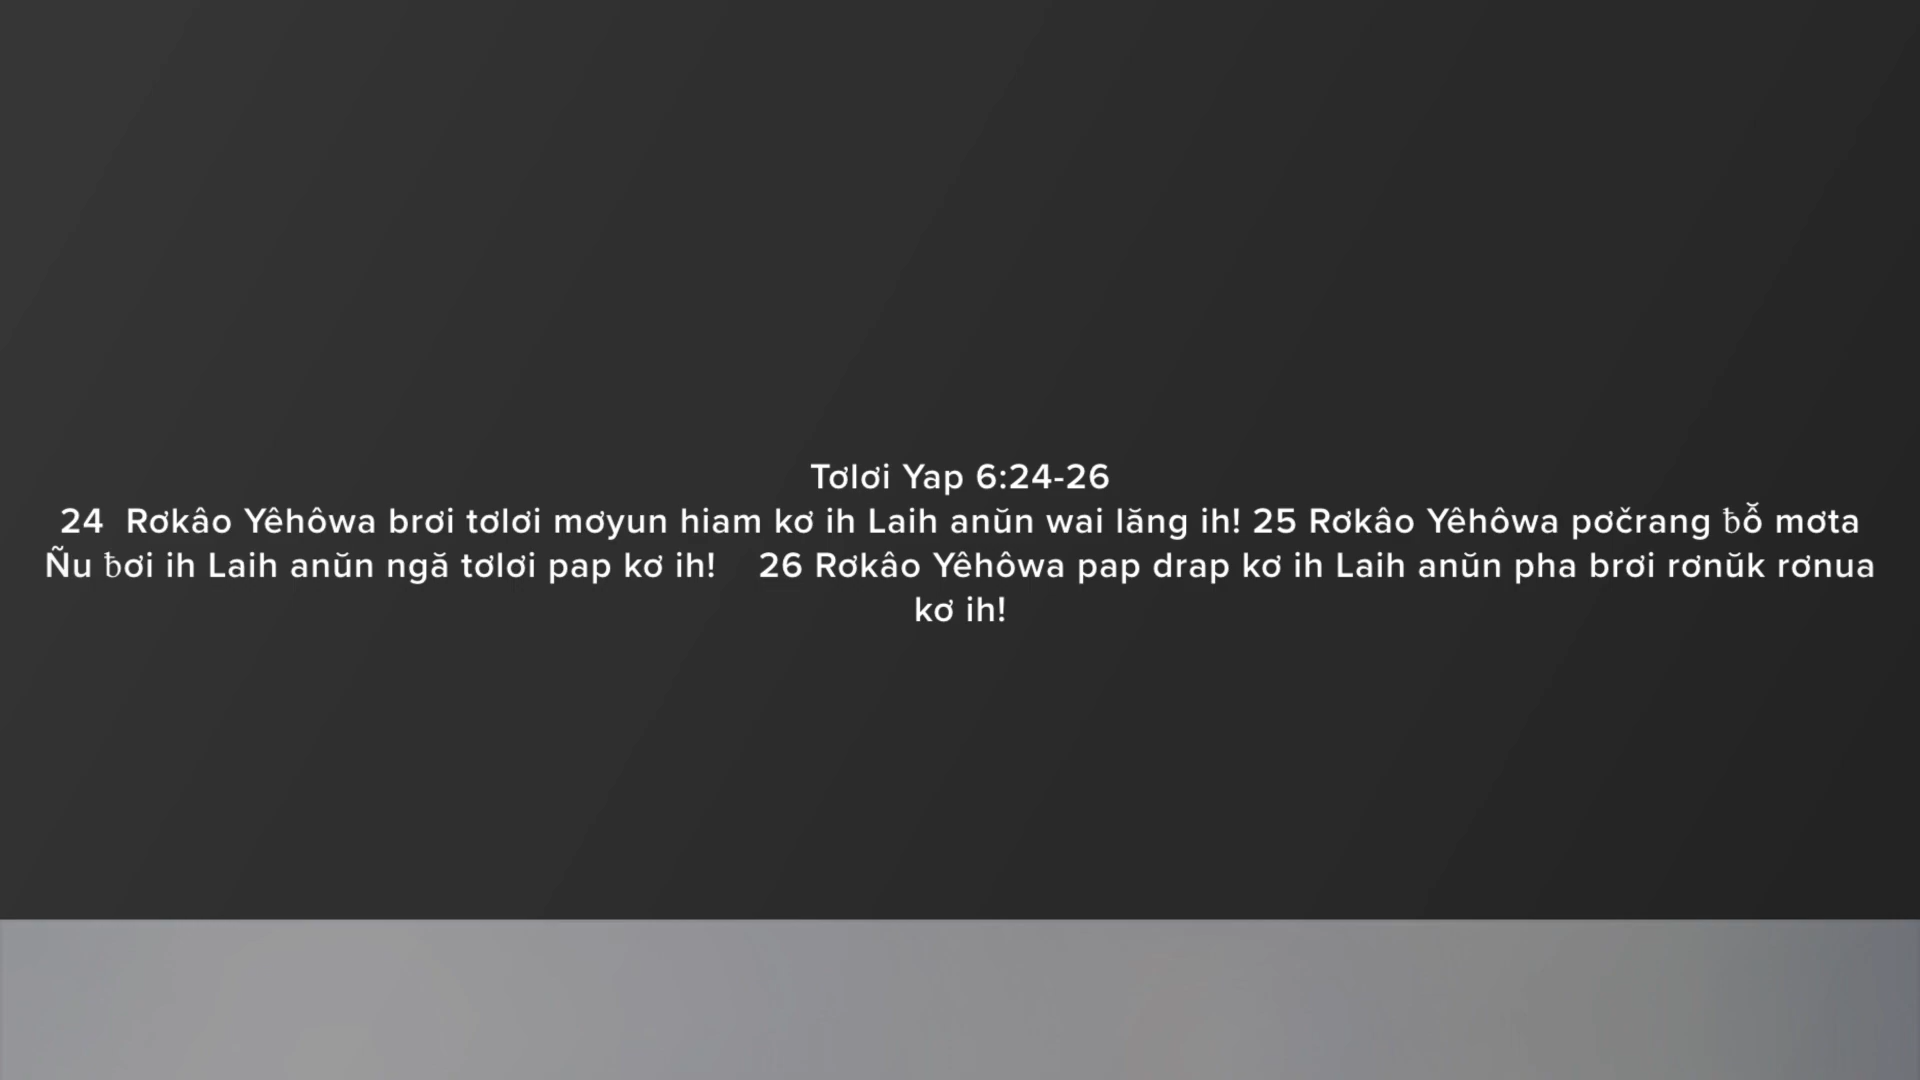 Tơlơi Yap 6:24-26
24  Rơkâo Yêhôwa brơi tơlơi mơyun hiam kơ ih Laih anŭn wai lăng ih! 25 Rơkâo Yêhôwa pơčrang ƀỗ mơta
Ñu ƀơi ih Laih anŭn ngă tơlơi pap kơ ih!    26 Rơkâo Yêhôwa pap drap kơ ih Laih anŭn pha brơi rơnŭk rơnua
kơ ih!